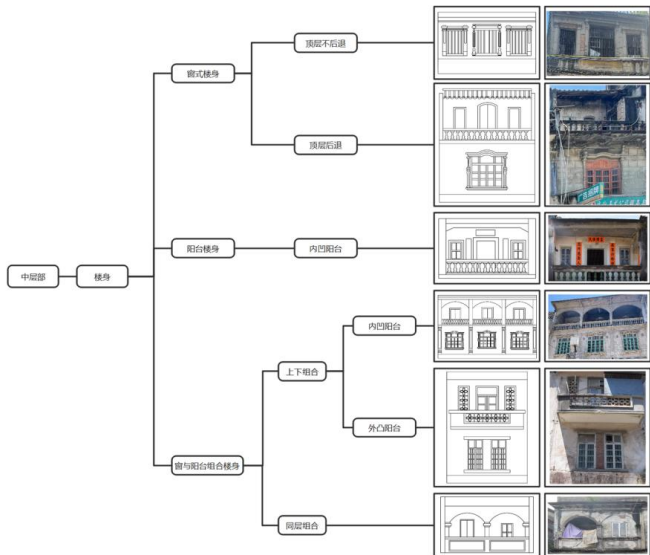 顶层不后退
窗式楼身
顶层后退
阳台楼身
内凹阳台
中层部
楼身
内凹阳台
上下组合
外凸阳台
窗与阳台组合楼身
同层组合